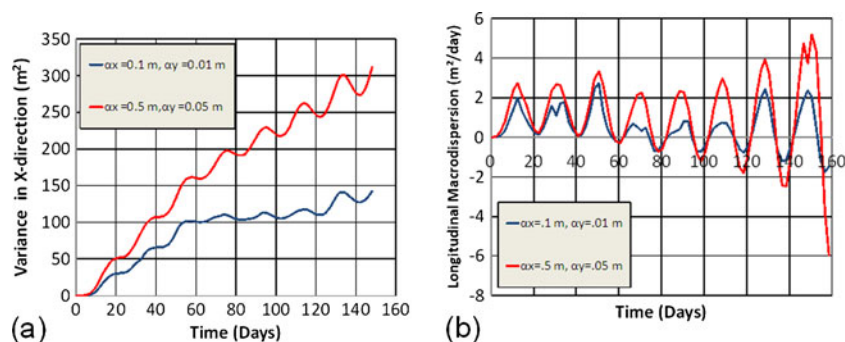 (a)
Variance in X-direction (m²)
350
300
250
200
150
100
50
0
αx =0.1 m, αy =0.01 m
αx =0.5 m, αy =0.05 m
0 20 40 60 80 100 120 140 160
Time (Days)
(b)
Longitudinal Macrodispersion (m²/day)
6
4
2
0
-2
-4
-6
-8
0 20 40 60 80 100 120 140 160
αx=.1 m, αy=.01 m
αx=.5 m, αy=.05 m
Time (Days)